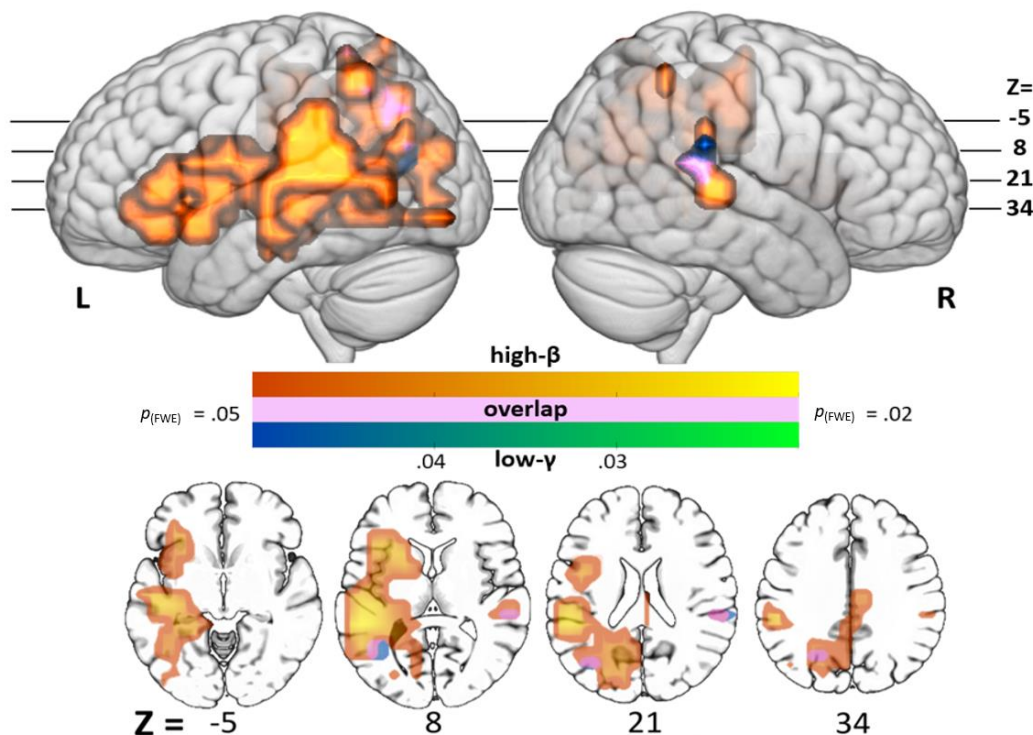 Z=
-5
8
21
34
L
R
high-β
p(FWE) = .05
overlap
p(FWE) = .02
.04
low-γ
.03
Z = -5
8
21
34